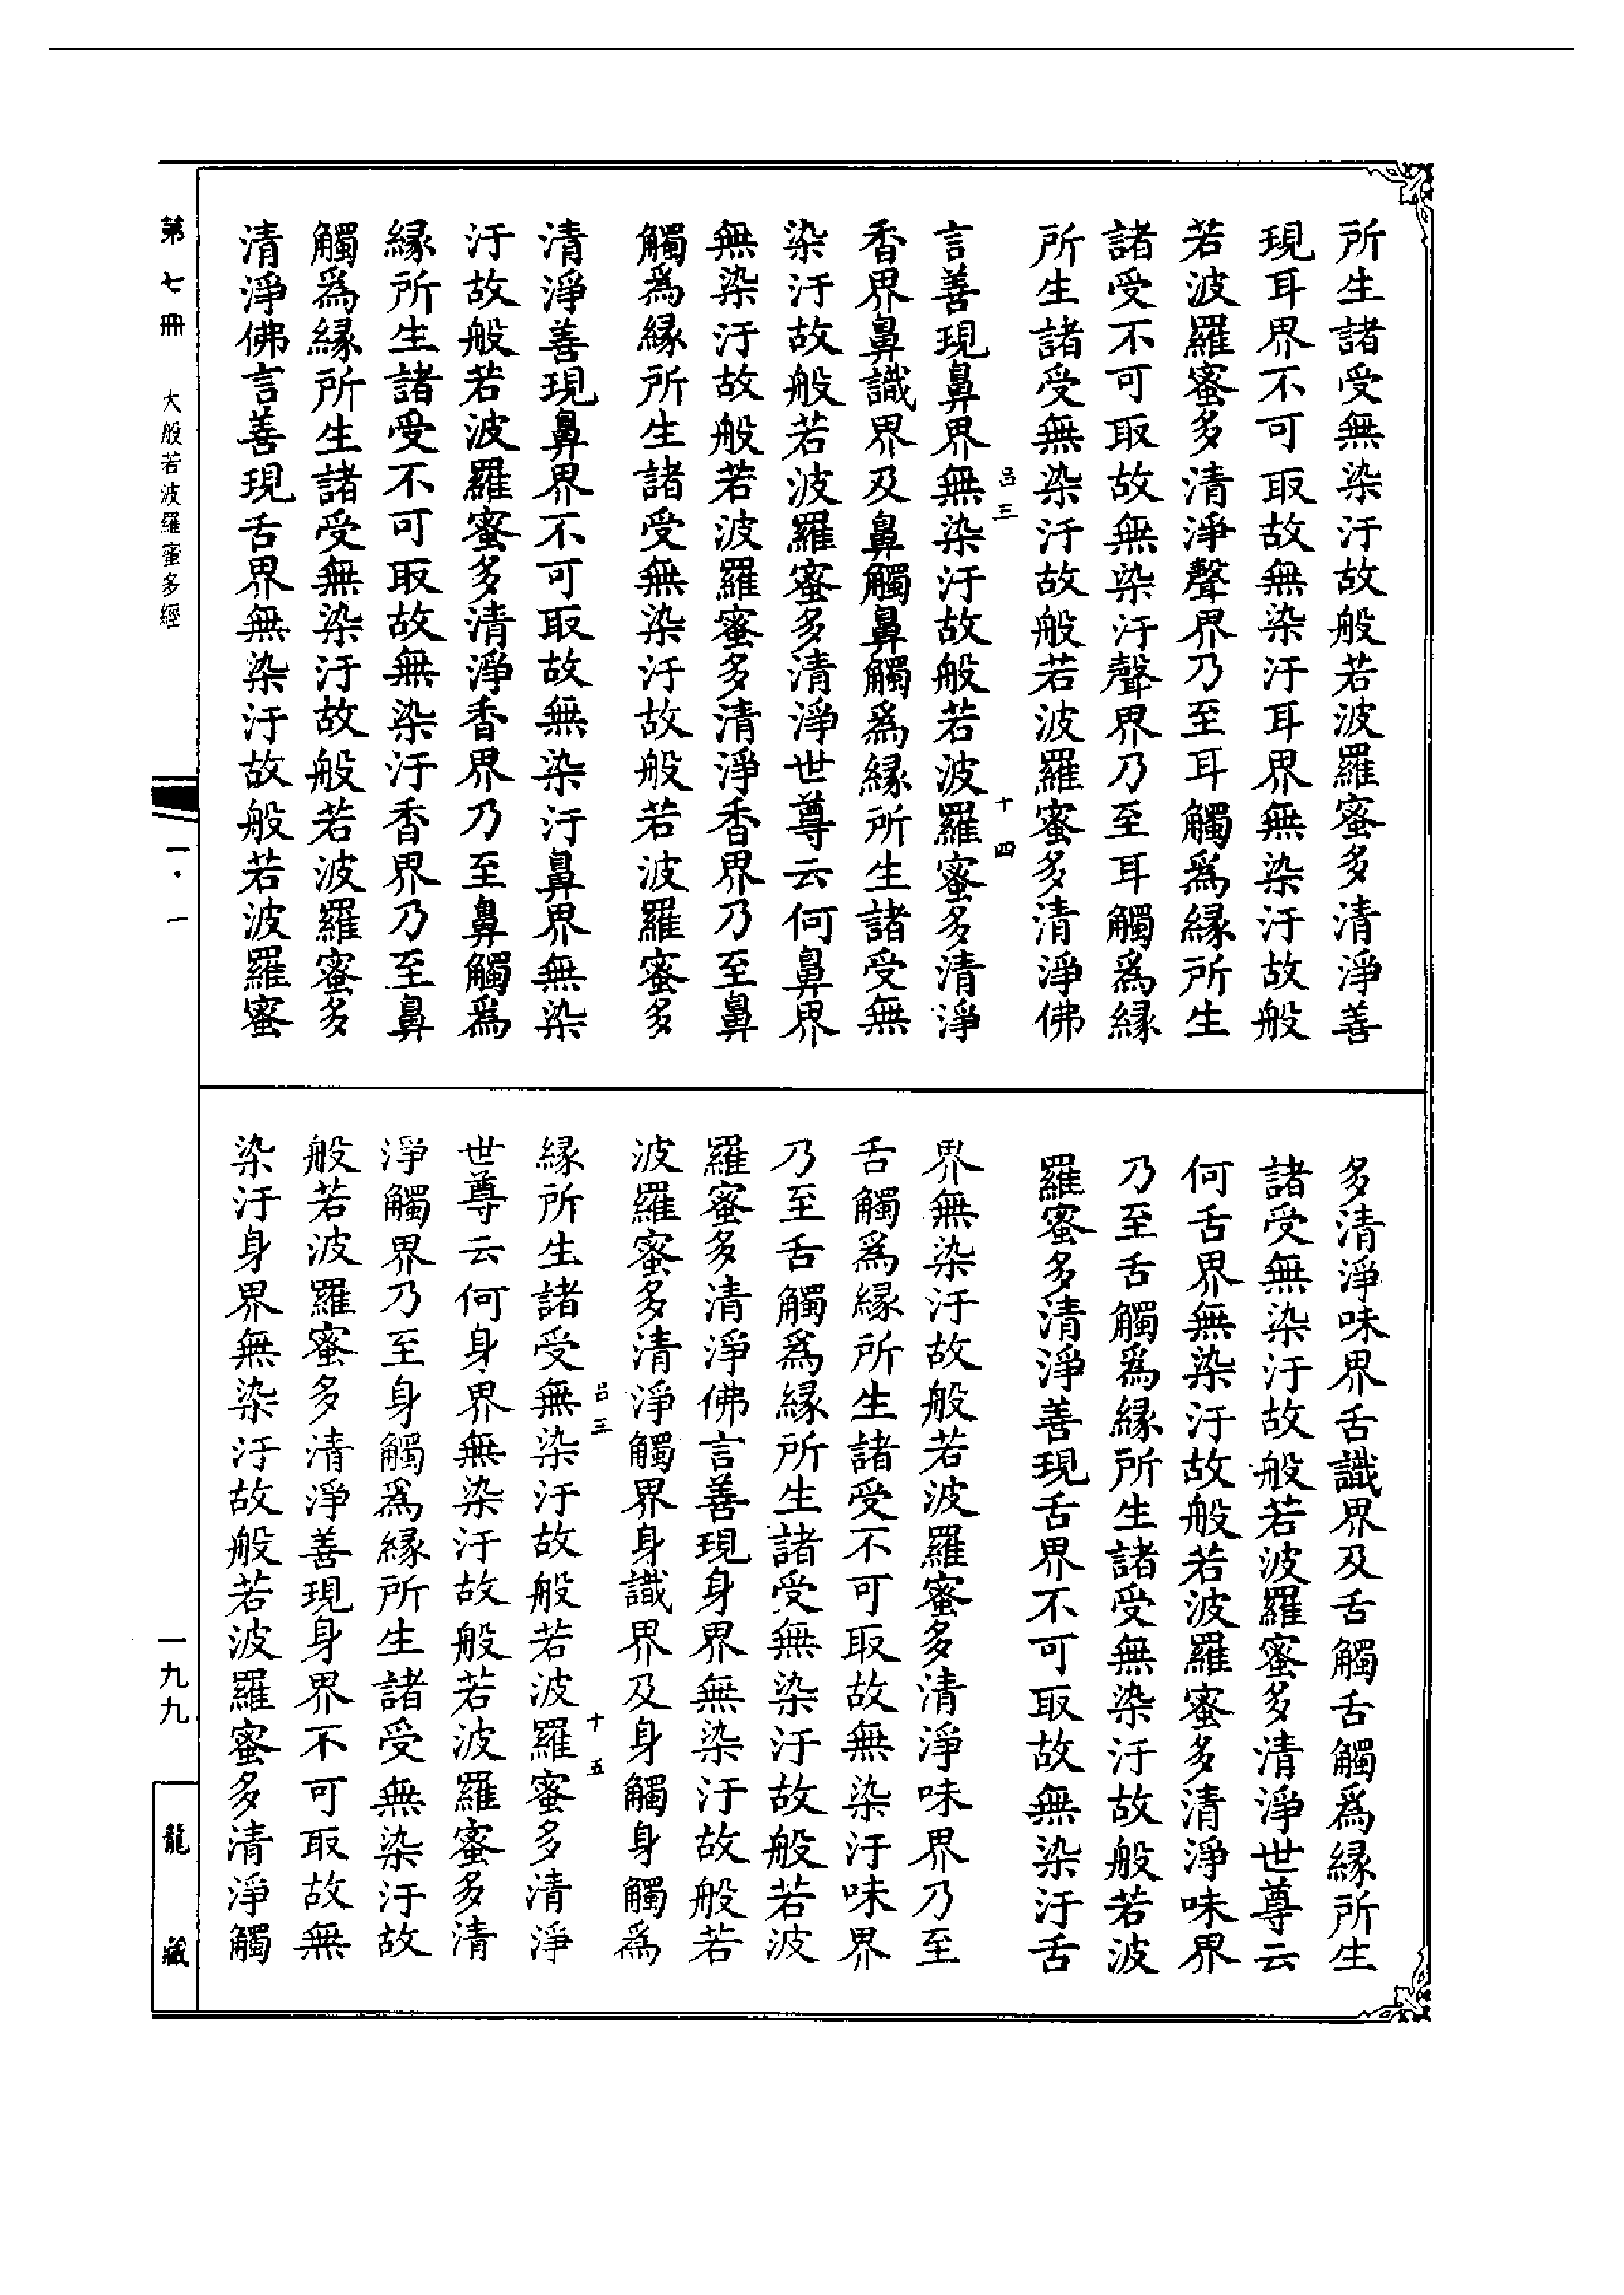 所生諸受無染汙故般若波羅蜜多清淨善
現耳界不可取故無染汙耳界無染汙故般
若波羅蜜多清淨聲界乃至耳觸爲緣所生
諸受不可取故無染汙聲界乃至耳觸爲緣
所生諸受無染汙故般若波羅蜜多清淨佛
呂三 十四
言善現鼻界無染汙故般若波羅蜜多清淨
香界鼻識界及鼻觸鼻觸爲緣所生諸受無
染汙故般若波羅蜜多清淨世尊云何鼻界
無染汙故般若波羅蜜多清淨香界乃至鼻
觸爲緣所生諸受無染汙故般若波羅蜜多
清淨善現鼻界不可取故無染汙鼻界無染
汙故般若波羅蜜多清淨香界乃至鼻觸爲
緣所生諸受不可取故無染汙香界乃至鼻
觸爲緣所生諸受無染汙故般若波羅蜜多
清淨佛言善現舌界無染汙故般若波羅蜜
多清淨味界舌識界及舌觸舌觸爲緣所生
諸受無染汙故般若波羅蜜多清淨世尊云
何舌界無染汙故般若波羅蜜多清淨味界
乃至舌觸爲緣所生諸受無染汙故般若波
羅蜜多清淨善現舌界不可取故無染汙舌
界無染汙故般若波羅蜜多清淨味界乃至
舌觸爲緣所生諸受不可取故無染汙味界
乃至舌觸爲緣所生諸受無染汙故般若波
羅蜜多清淨佛言善現身界無染汙故般若
波羅蜜多清淨觸界身識界及身觸身觸爲
呂三 十五
緣所生諸受無染汙故般若波羅蜜多清淨
世尊云何身界無染汙故般若波羅蜜多清
淨觸界乃至身觸爲緣所生諸受無染汙故
般若波羅蜜多清淨善現身界不可取故無
染汙身界無染汙故般若波羅蜜多清淨觸
第七冊 大般若波羅蜜多經
一·一
一九九
龍藏